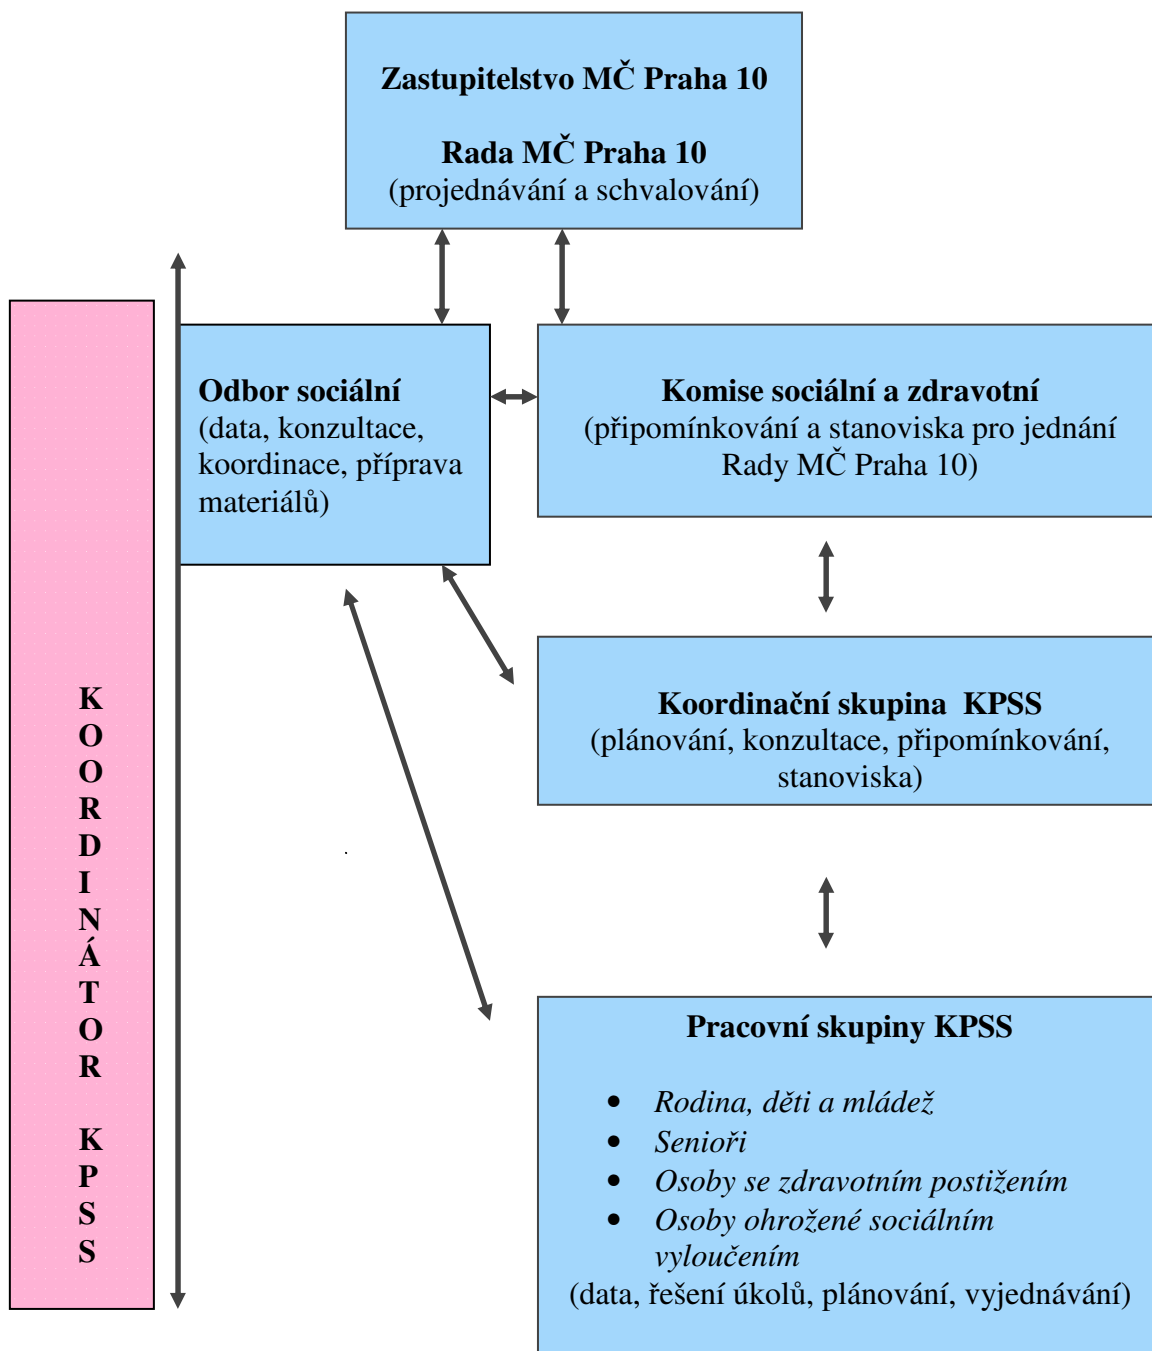 Zastupitelstvo MČ Praha 10
Rada MČ Praha 10
(projednávání a schvalování)
Odbor sociální
(data, konzultace,
koordinace, příprava
materiálů)
Komise sociální a zdravotní
(připomínkování a stanoviska pro jednání
Rady MČ Praha 10)
Koordinační skupina  KPSS
(plánování, konzultace, připomínkování,
stanoviska)
Pracovní skupiny KPSS
• Rodina, děti a mládež
• Senioři
• Osoby se zdravotním postižením
• Osoby ohrožené sociálním
vyloučením
(data, řešení úkolů, plánování, vyjednávání)
K
O
O
R
D
I
N
Á
T
O
R
K
P
S
S